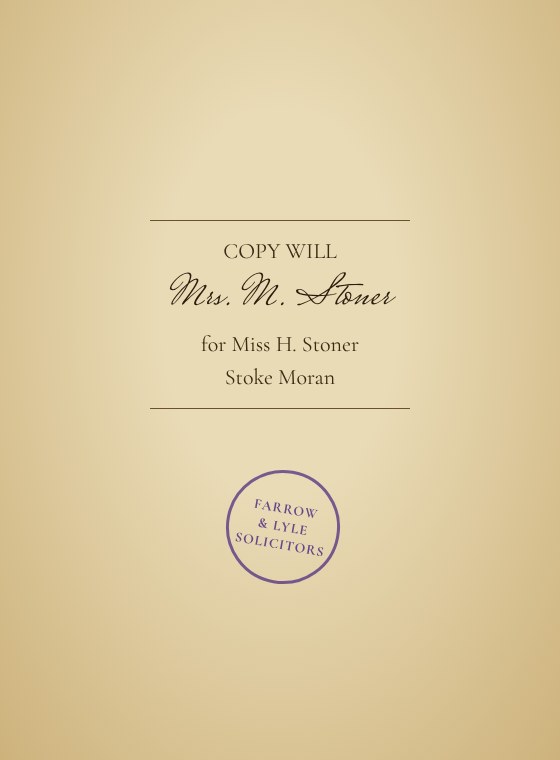 COPY WILL
Mrs. M. Stoner
for Miss H. Stoner
Stoke Moran
FARROW
& LYLE
SOLICITORS